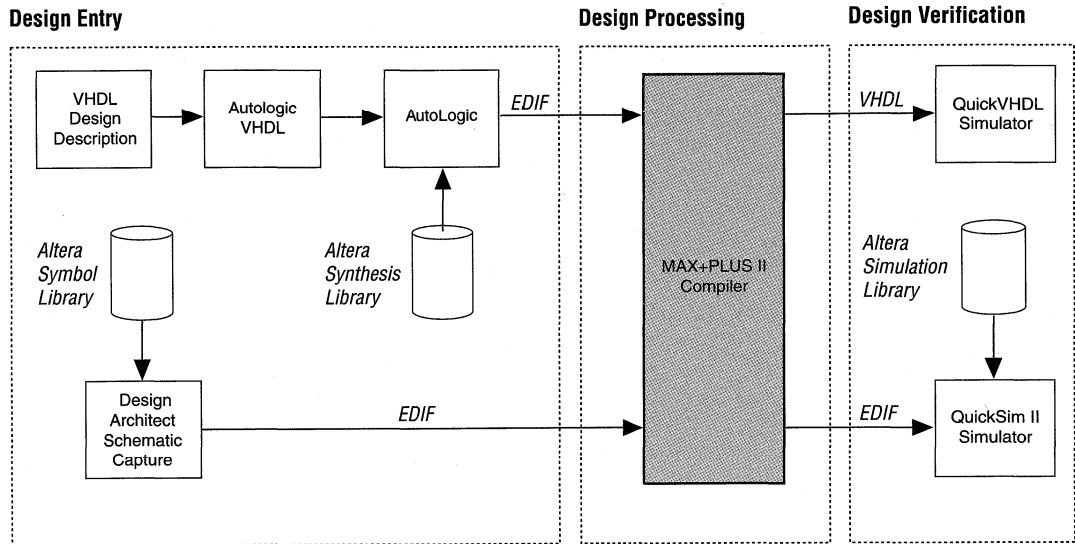 Design Entry
Design Processing
Design Verification
VHDL
Design
Description
Autologic
VHDL
AutoLogic
EDIF
VHDL
QuickVHDL
Simulator
Altera
Symbol
Library
Altera
Synthesis
Library
MAX+PLUS II
Compiler
Altera
Simulation
Library
Design
Architect
Schematic
Capture
EDIF
EDIF
QuickSim II
Simulator